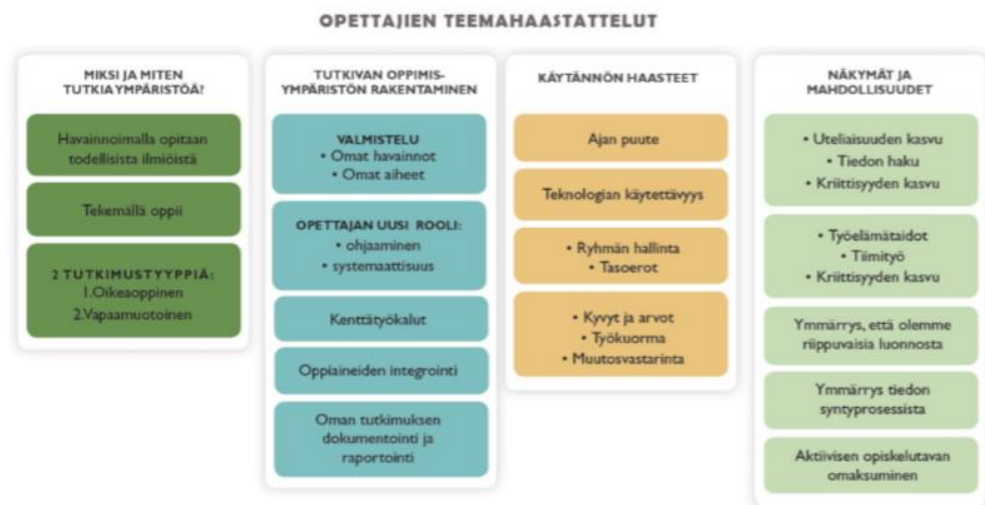 OPETTAJIEN TEEMAHAASTATTELUT
MIKSI JA MITEN
TUTKIA YMPÄRISTÖÄ?
Havainnoimalla opitaan
todellisista ilmiöistä
Tekemällä oppii
2 TUTKIMUSTYYPPIÄ:
1.Oikeaoppinen
2.Vapaamuotoinen
TUTKIVAN OPPIMIS-
YMPÄRISTÖN RAKENTAMINEN
VALMISTELU
• Omat havainnot
• Omat aiheet
OPETTAJAN UUSI ROOLI:
• ohjaaminen
• systemaattisuus
Kenttätyökalut
Oppiaineiden integrointi
Oman tutkimuksen
dokumentointi ja
raportointi
KÄYTÄNNÖN HAASTEET
Ajan puute
Teknologian käytettävyys
• Ryhmän hallinta
• Tasoerot
• Kyvyt ja arvot
• Työkuorma
• Muutosvastarinta
NÄKYMÄT JA
MAHDOLLISUUDET
• Uteliaisuuden kasvu
• Tiedon haku
• Kriittisyyden kasvu
• Työelämätaidot
• Tiimityö
• Kriittisyyden kasvu
Ymmärrys, että olemme
riippuvaisia luonnosta
Ymmärrys tiedon
syntyprosessista
Aktiivisen opiskelutavan
omaksuminen